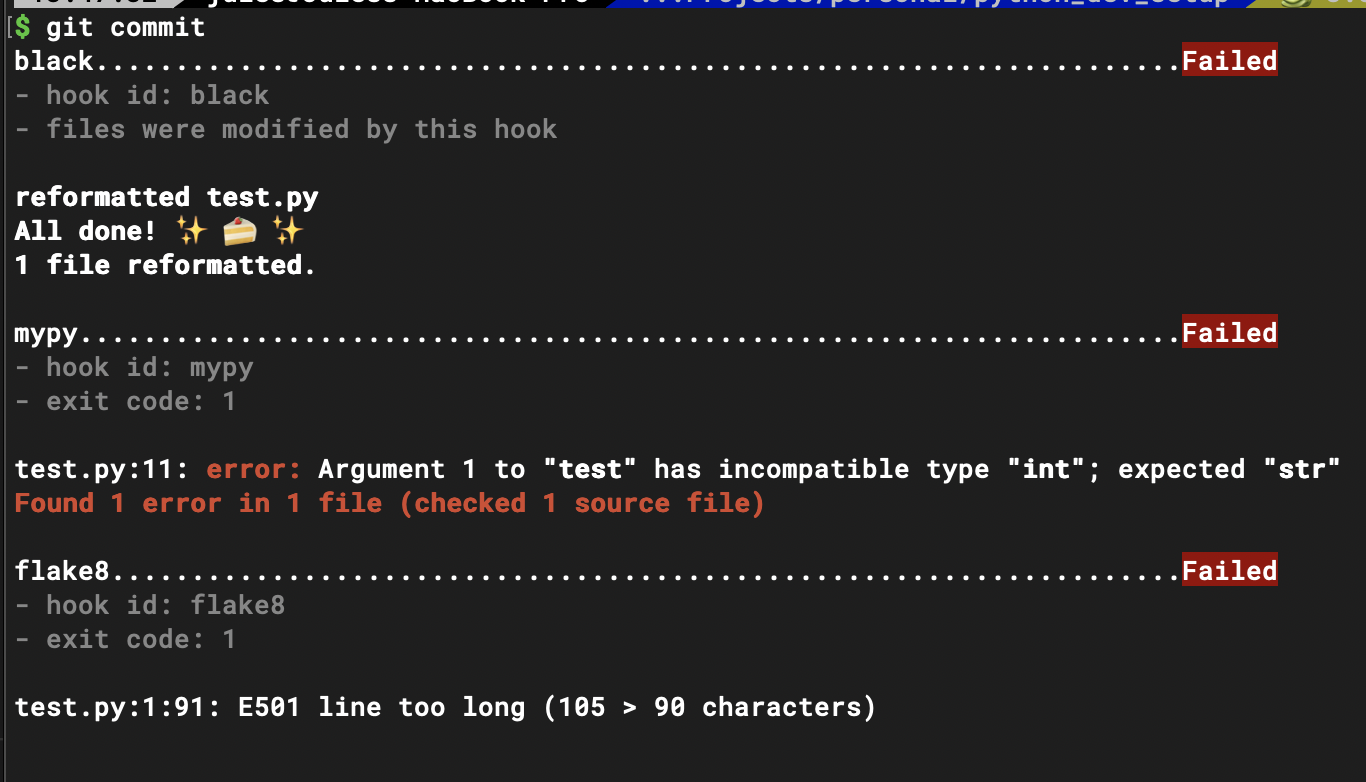 $ git commit
black...................................................................Failed
- hook id: black
- files were modified by this hook
reformatted test.py
All done! ✨ 🍰 ✨
1 file reformatted.
mypy....................................................................Failed
- hook id: mypy
- exit code: 1
test.py:11: error: Argument 1 to "test" has incompatible type "int"; expected "str"
Found 1 error in 1 file (checked 1 source file)
flake8..................................................................Failed
- hook id: flake8
- exit code: 1
test.py:1:91: E501 line too long (105 > 90 characters)